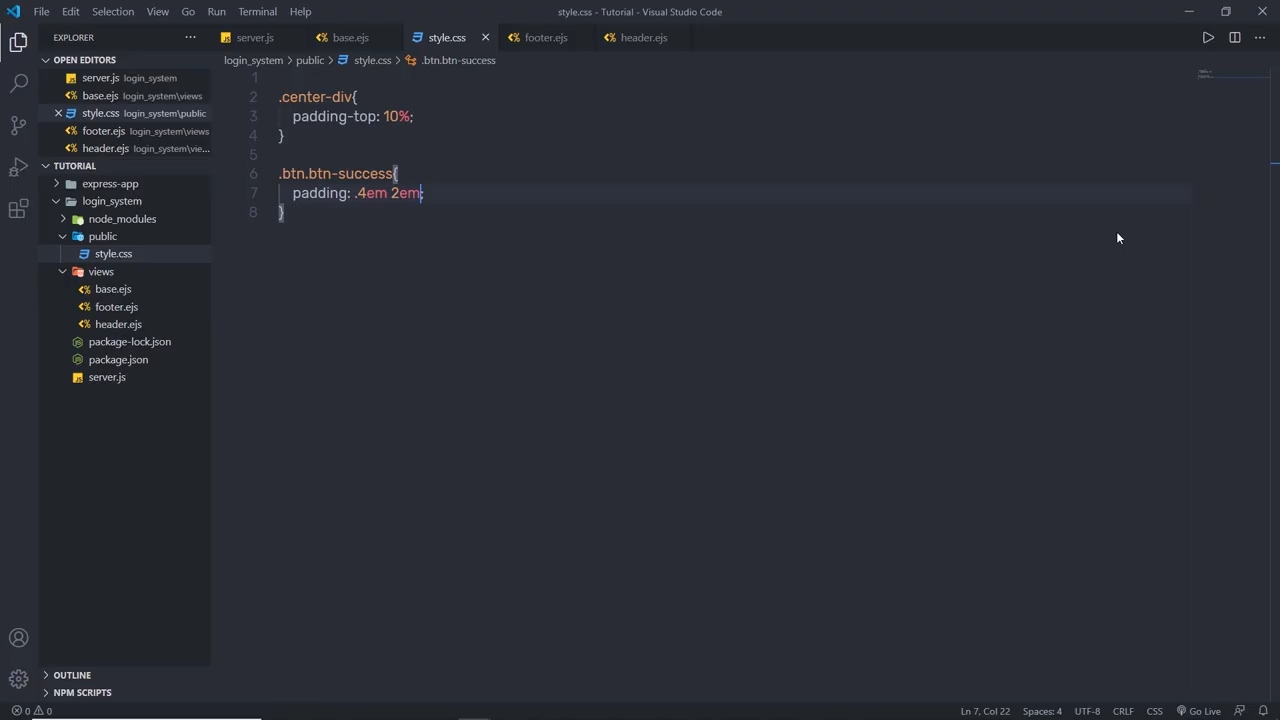 File Edit Selection View Go Run Terminal Help style.css - Tutorial - Visual Studio Code
EXPLORER
server.js base.ejs style.css footer.ejs header.ejs
OPEN EDITORS
server.js login_system
base.ejs login_system\views
style.css login_system\public
footer.ejs login_system\views
header.ejs login_system\vie...
TUTORIAL
express-app
login_system
node_modules
public
style.css
views
base.ejs
footer.ejs
header.ejs
package-lock.json
package.json
server.js
OUTLINE
NPM SCRIPTS
login_system > public > style.css > .btn.btn-success
1
2 .center-div{
3 padding-top: 10%;
4 }
5
6 .btn.btn-success{
7 padding: .4em 2em;
8 }
0 0 Ln 7, Col 22 Spaces: 4 UTF-8 CRLF CSS Go Live